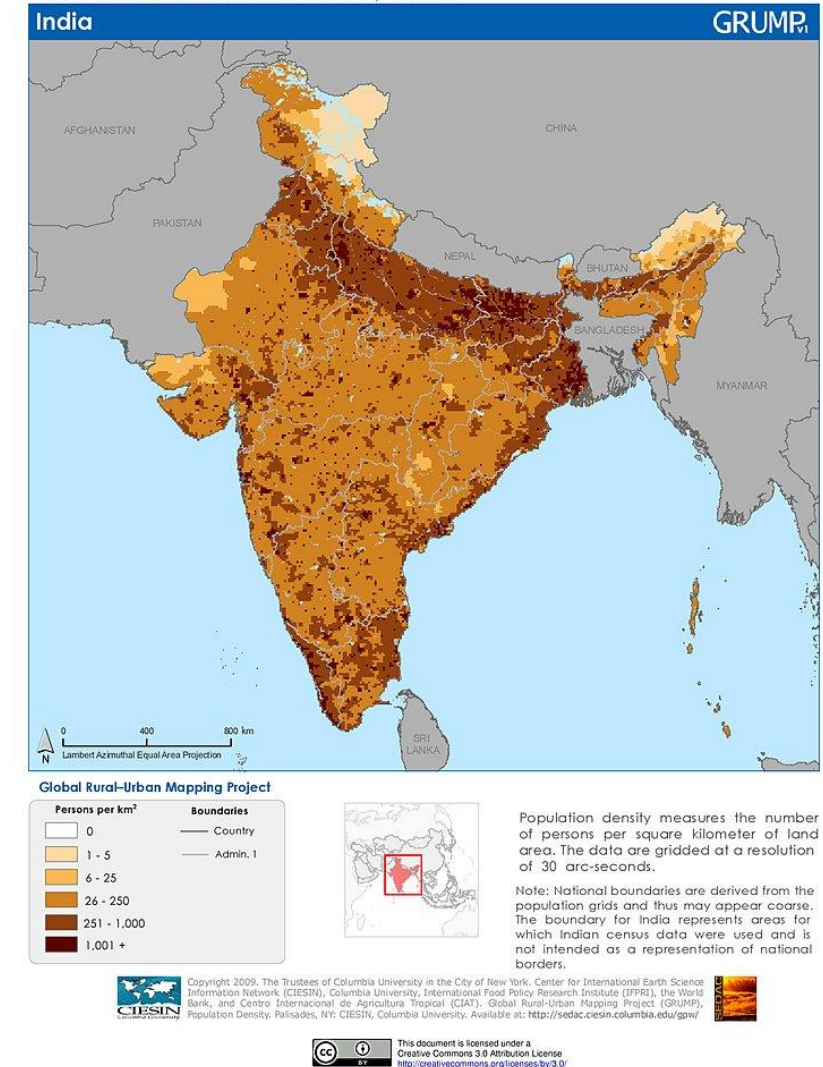 India
GRUMPv1
AFGHANISTAN
CHINA
PAKISTAN
NEPAL
BHUTAN
BANGLADESH
MYANMAR
SRI
LANKA
N
0 400 800 km
Lambert Azimuthal Equal Area Projection
Global Rural–Urban Mapping Project
Persons per km²
0
1 - 5
6 - 25
26 - 250
251 - 1,000
1,001 +
Boundaries
Country
Admin. 1
Population density measures the number
of persons per square kilometer of land
area. The data are gridded at a resolution
of 30 arc-seconds.
Note: National boundaries are derived from the
population grids and thus may appear coarse.
The boundary for India represents areas for
which Indian census data were used and is
not intended as a representation of national
borders.
CIESIN
Copyright 2009. The Trustees of Columbia University in the City of New York. Center for International Earth Science
Information Network (CIESIN), Columbia University, International Food Policy Research Institute (IFPRI), the World
Bank, and Centro Internacional de Agricultura Tropical (CIAT). Global Rural-Urban Mapping Project (GRUMP),
Population Density. Palisades, NY: CIESIN, Columbia University. Available at: http://sedac.ciesin.columbia.edu/gpw/
SEDAC
cc
BY
This document is licensed under a
Creative Commons 3.0 Attribution License
http://creativecommons.org/licenses/by/3.0/